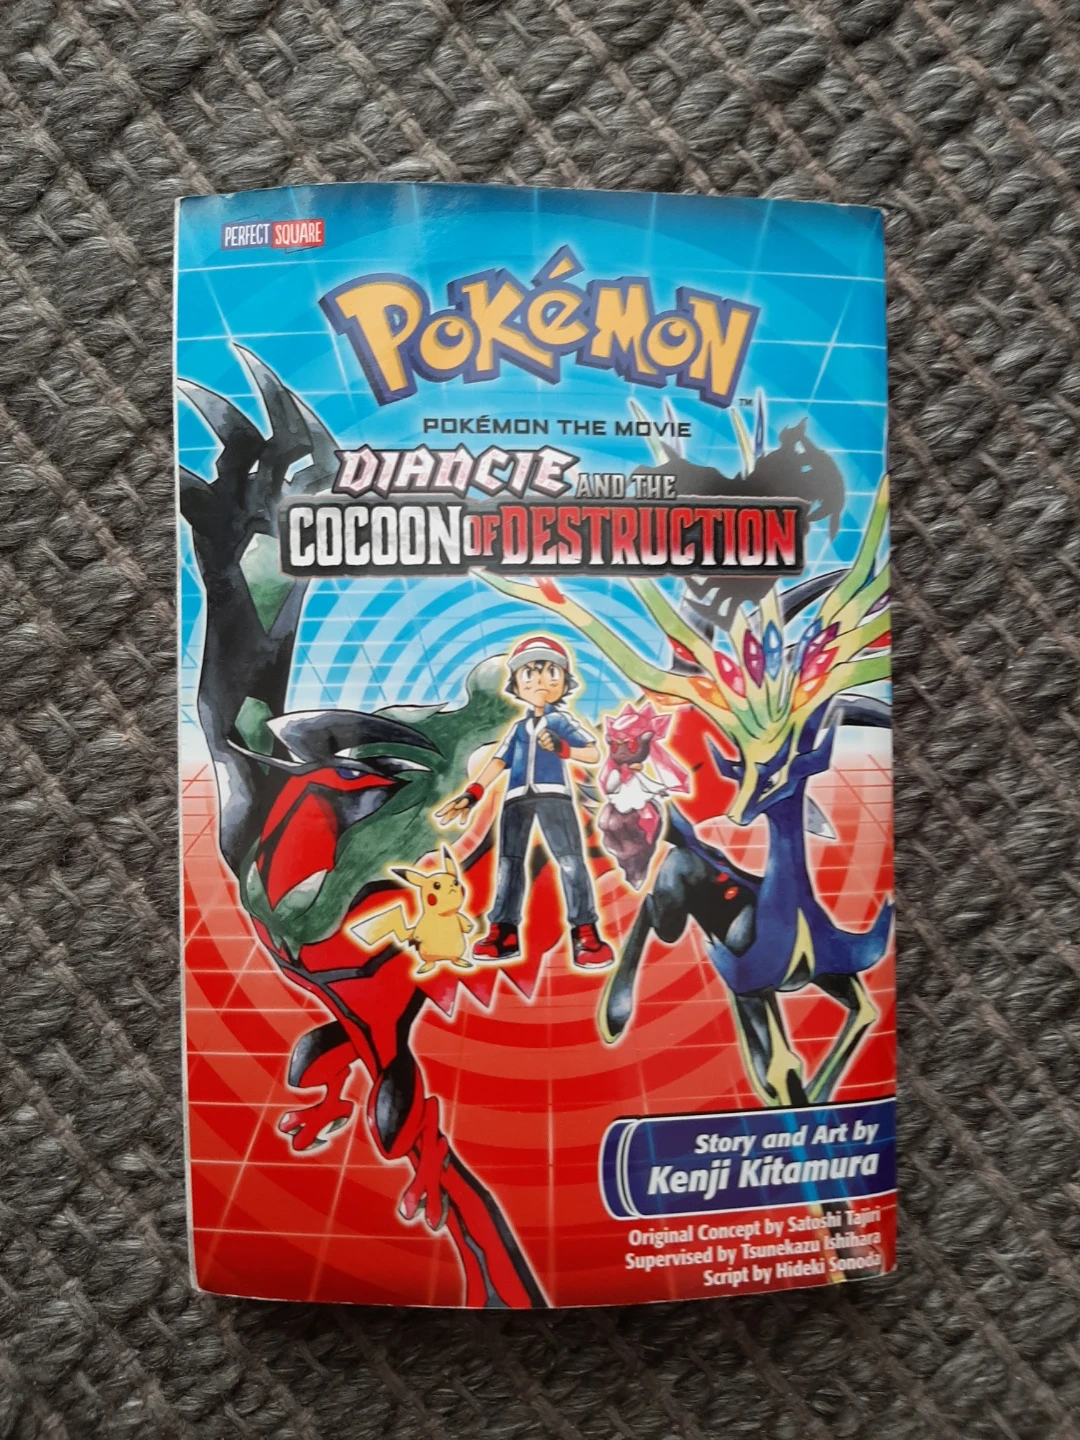 PERFECT SQUARE
POKéMON™
POKÉMON THE MOVIE
DIANCIE AND THE
COCOON OF DESTRUCTION
Story and Art by
Kenji Kitamura
Original Concept by Satoshi Tajiri
Supervised by Tsunekazu Ishihara
Script by Hideki Sonoda